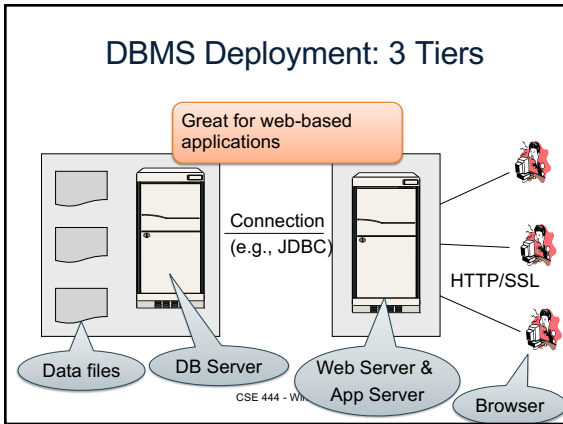 DBMS Deployment: 3 Tiers
Great for web-based
applications
Connection
(e.g., JDBC)
HTTP/SSL
Data files
DB Server
Web Server &
App Server
Browser
CSE 444 -